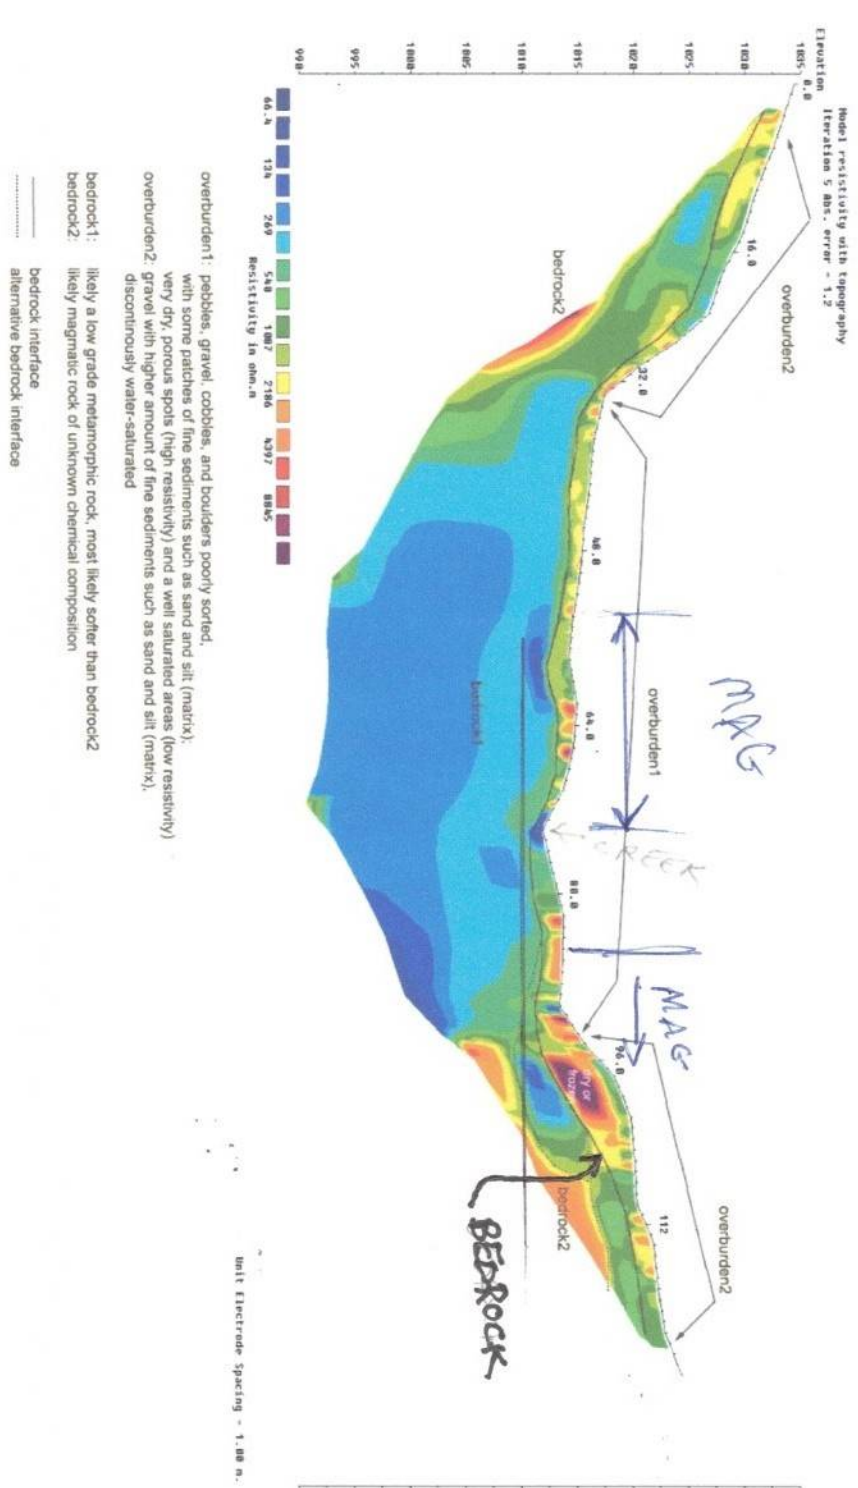 Model resistivity with topography
Iteration 5 Abs. error = 1.2
Elevation
0.0
1035
1030
1025
1020
1015
1010
1005
1000
995
990
16.0
32.0
48.0
64.0
80.0
96.0
112
overburden2
overburden1
overburden2
MAG
MAG
CREEK
bedrock2
bedrock1
dry or
frozen
bedrock2
BEDROCK
66.4 134 269 540 1087 2186 4397 8845
Resistivity in ohm.m
Unit Electrode Spacing = 1.00 m.
overburden1: pebbles, gravel, cobbles, and boulders poorly sorted,
with some patches of fine sediments such as sand and silt (matrix);
very dry, porous spots (high resistivity) and a well saturated areas (low resistivity)
overburden2: gravel with higher amount of fine sediments such as sand and silt (matrix),
discontinously water-saturated
bedrock1: likely a low grade metamorphic rock, most likely softer than bedrock2
bedrock2: likely magmatic rock of unknown chemical composition
bedrock interface
alternative bedrock interface